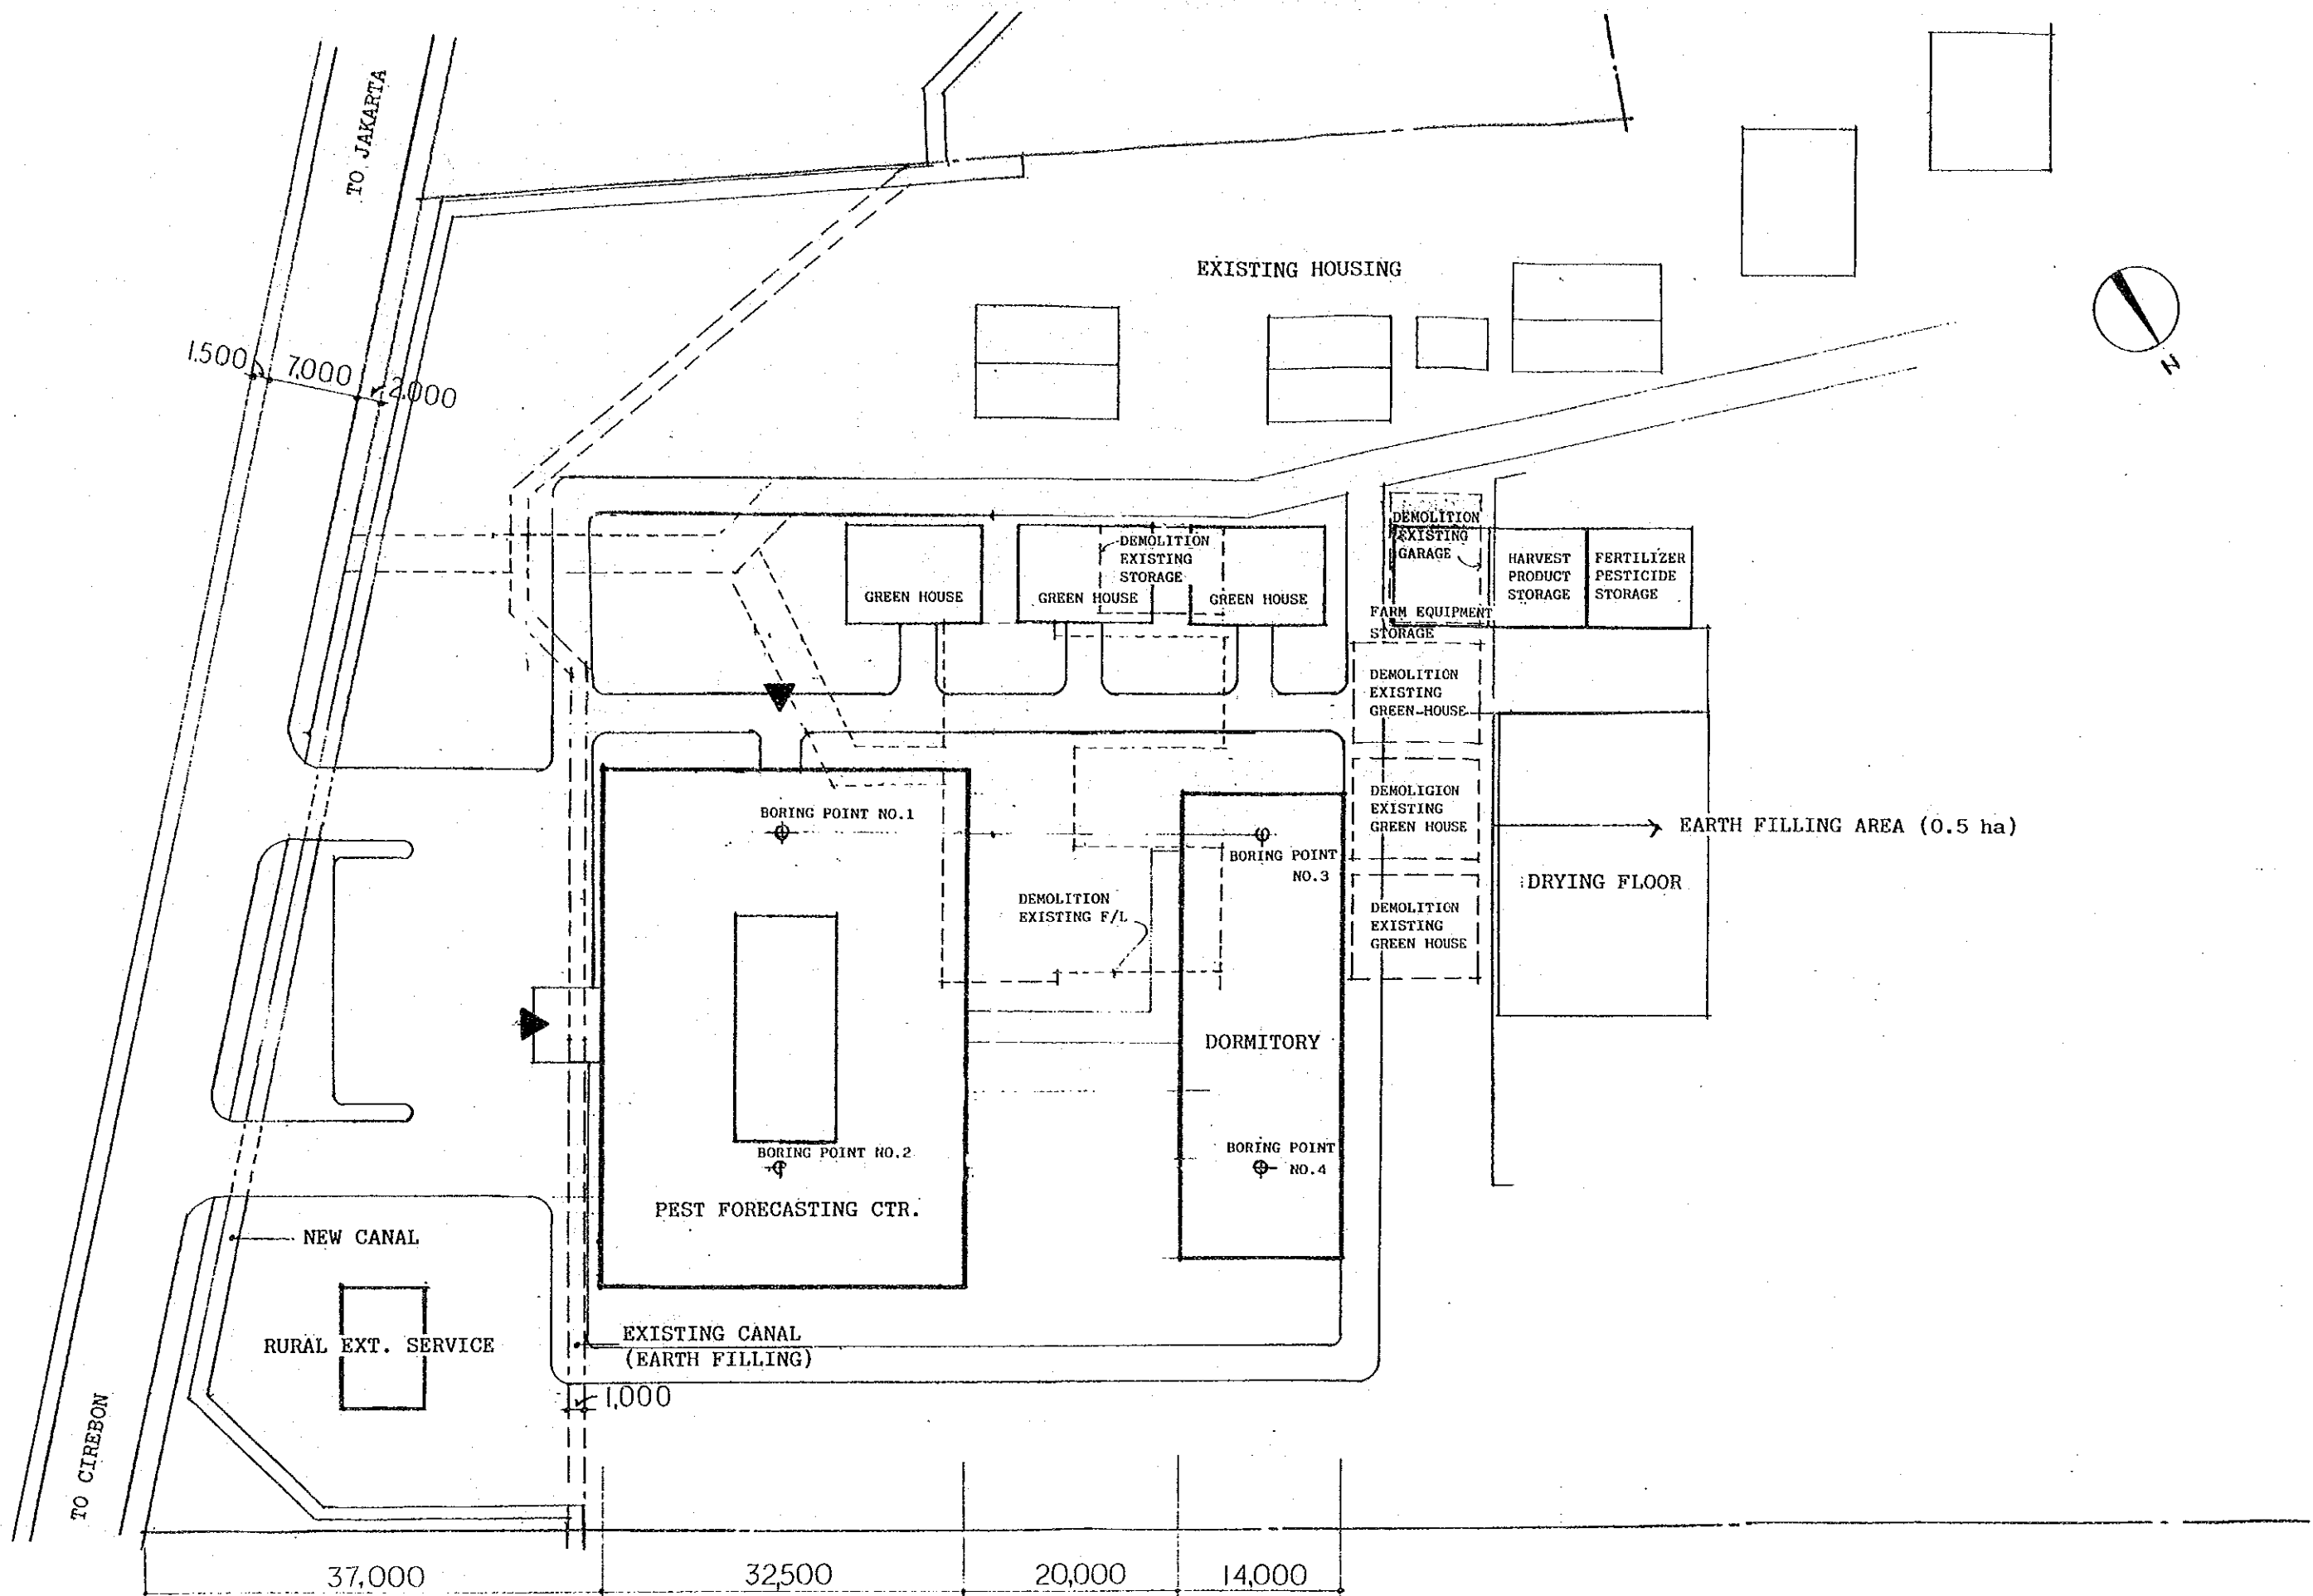 TO JAKARTA
EXISTING HOUSING
1.500
7,000
2,000
N
DEMOLITION
EXISTING
GARAGE
DEMOLITION
EXISTING
STORAGE
HARVEST
PRODUCT
STORAGE
FERTILIZER
PESTICIDE
STORAGE
GREEN HOUSE
GREEN HOUSE
GREEN HOUSE
FARM EQUIPMENT
STORAGE
DEMOLITION
EXISTING
GREEN HOUSE
BORING POINT NO.1
DEMOLIGION
EXISTING
GREEN HOUSE
EARTH FILLING AREA (0.5 ha)
BORING POINT
NO.3
DRYING FLOOR
DEMOLITION
EXISTING F/L
DEMOLITION
EXISTING
GREEN HOUSE
DORMITORY
BORING POINT NO.2
BORING POINT
NO.4
PEST FORECASTING CTR.
NEW CANAL
RURAL EXT. SERVICE
EXISTING CANAL
(EARTH FILLING)
1,000
TO CIREBON
37,000
32,500
20,000
14,000